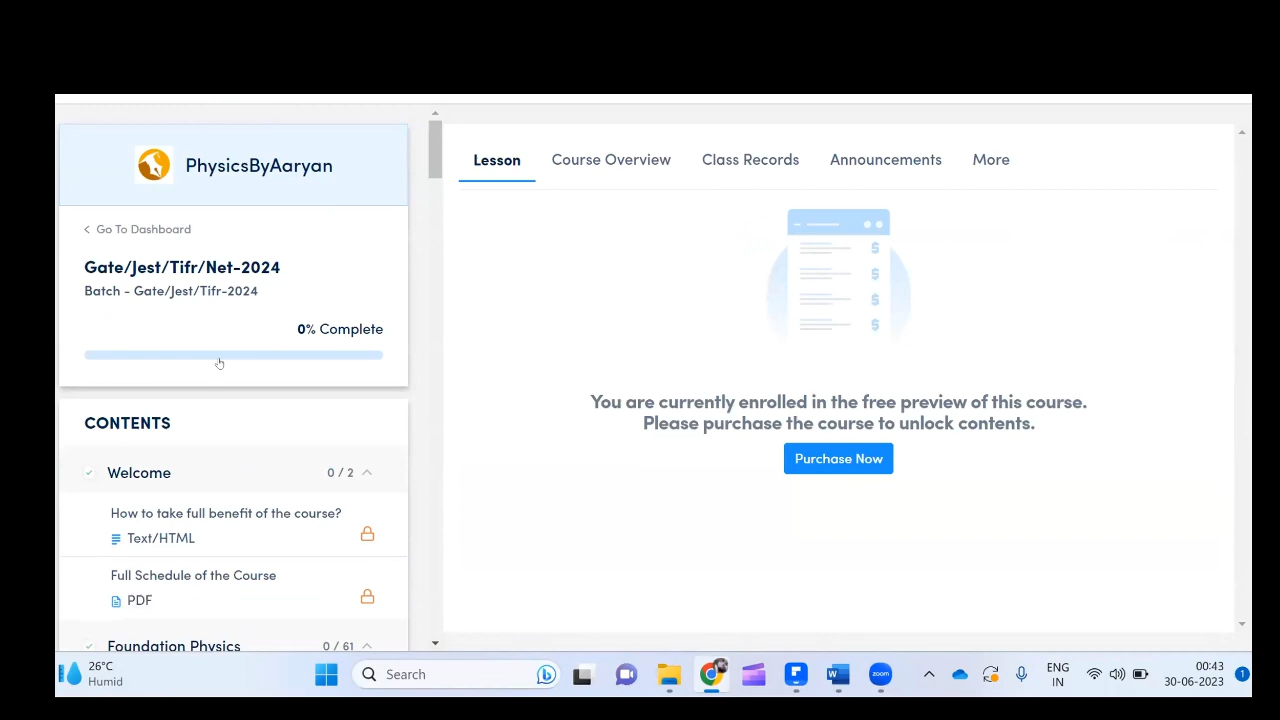 PhysicsByAaryan
Go To Dashboard
Gate/Jest/Tifr/Net-2024
Batch - Gate/Jest/Tifr-2024
0% Complete
CONTENTS
Welcome 0 / 2
How to take full benefit of the course?
Text/HTML
Full Schedule of the Course
PDF
Foundation Physics 0 / 61
Lesson Course Overview Class Records Announcements More
$
$
$
$
You are currently enrolled in the free preview of this course.
Please purchase the course to unlock contents.
Purchase Now
26°C
Humid
Search
W
zoom
ENG
IN
00:43
30-06-2023
1